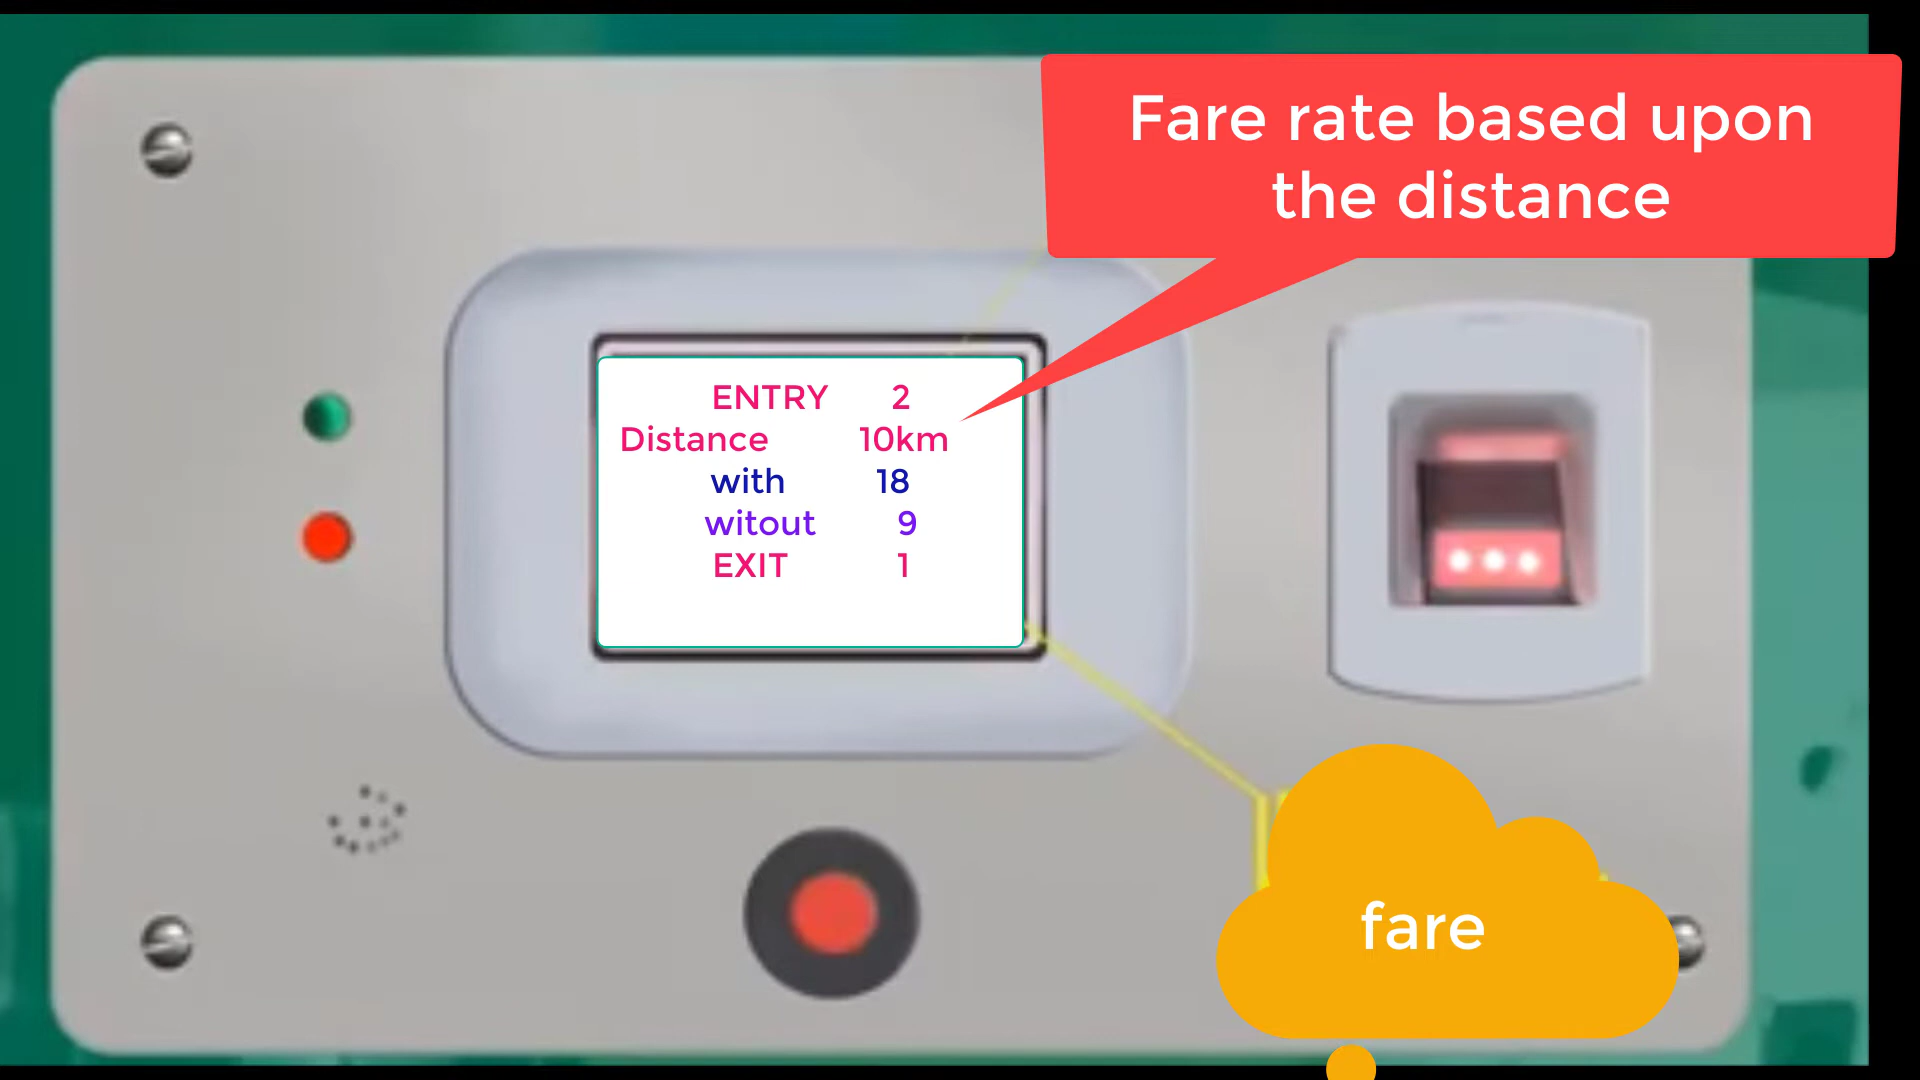 Fare rate based upon
the distance
ENTRY 2
Distance 10km
with 18
witout 9
EXIT 1
fare